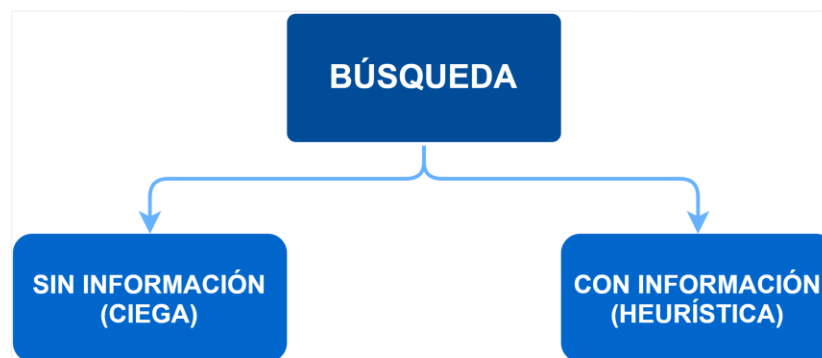 BÚSQUEDA
SIN INFORMACIÓN
(CIEGA)
CON INFORMACIÓN
(HEURÍSTICA)